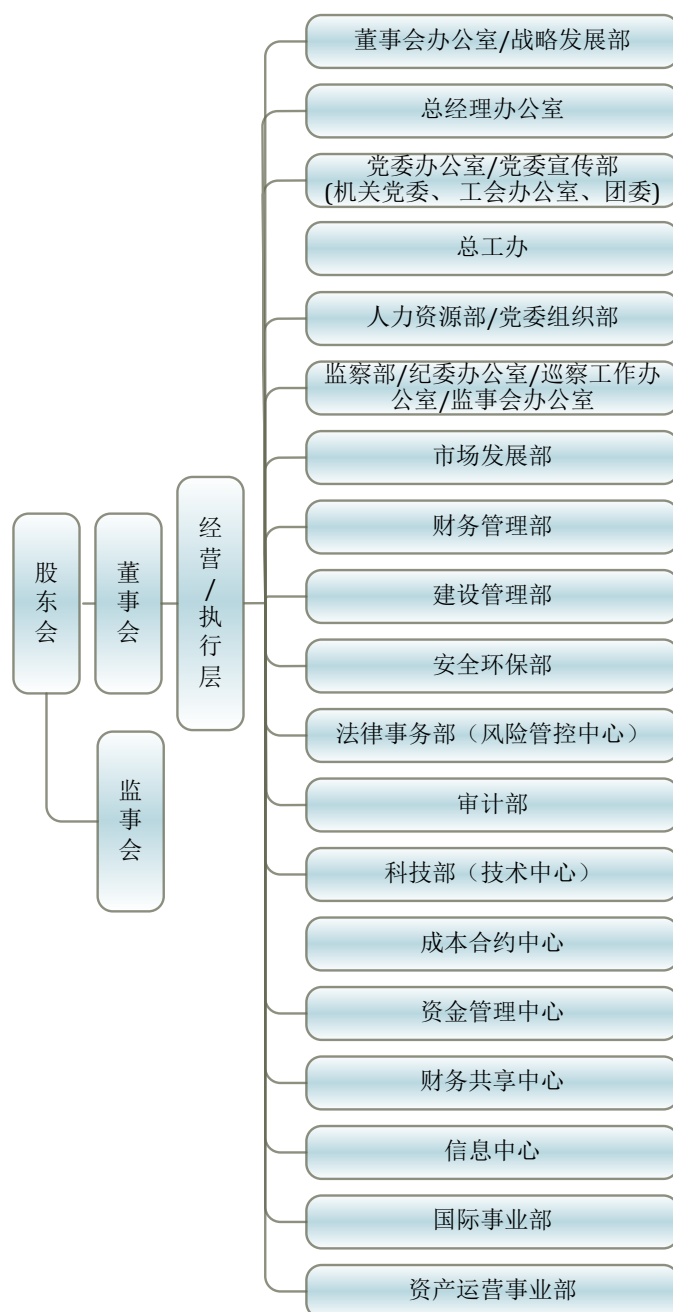 股东会
董事会
监事会
经营/执行层
董事会办公室/战略发展部
总经理办公室
党委办公室/党委宣传部
(机关党委、工会办公室、团委)
总工办
人力资源部/党委组织部
监察部/纪委办公室/巡察工作办
公室/监事会办公室
市场发展部
财务管理部
建设管理部
安全环保部
法律事务部（风险管控中心）
审计部
科技部（技术中心）
成本合约中心
资金管理中心
财务共享中心
信息中心
国际事业部
资产运营事业部